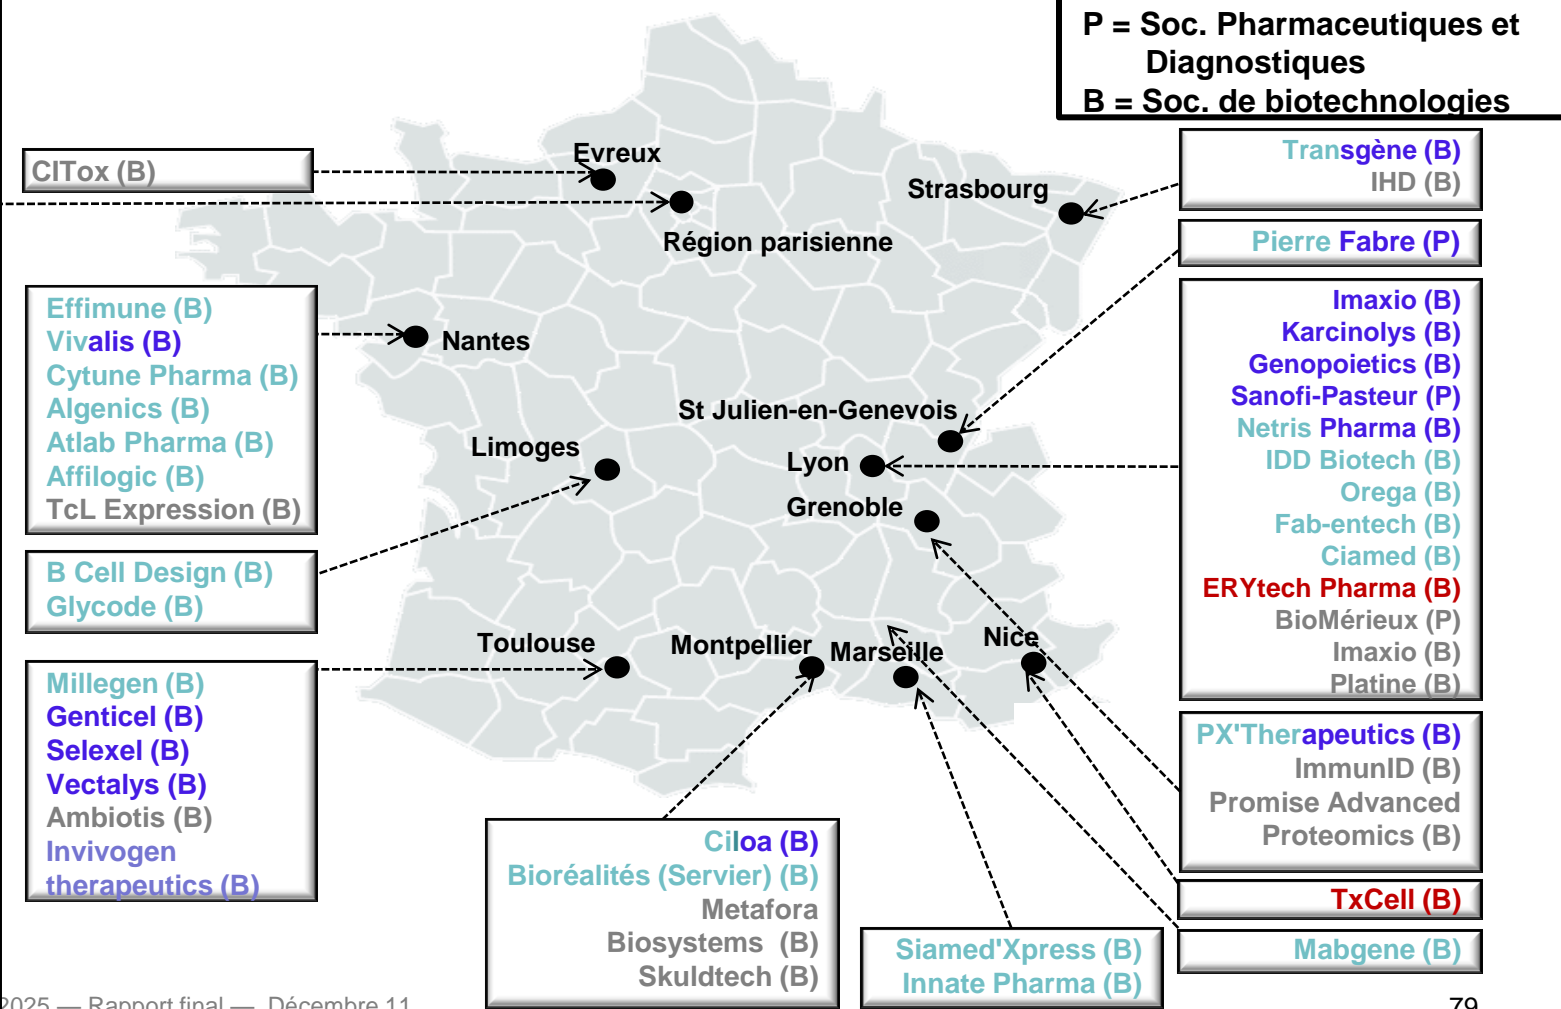 P = Soc. Pharmaceutiques et
Diagnostiques
B = Soc. de biotechnologies
CITox (B)
Evreux
Région parisienne
Strasbourg
Transgène (B)
IHD (B)
Pierre Fabre (P)
Effimune (B)
Vivalis (B)
Cytune Pharma (B)
Algenics (B)
Atlab Pharma (B)
Affilogic (B)
TcL Expression (B)
Nantes
St Julien-en-Genevois
Limoges
Lyon
Grenoble
Imaxio (B)
Karcinolys (B)
Genopoietics (B)
Sanofi-Pasteur (P)
Netris Pharma (B)
IDD Biotech (B)
Orega (B)
Fab-entech (B)
Ciamed (B)
ERYtech Pharma (B)
BioMérieux (P)
Imaxio (B)
Platine (B)
B Cell Design (B)
Glycode (B)
Toulouse
Montpellier
Marseille
Nice
Millegen (B)
Genticel (B)
Selexel (B)
Vectalys (B)
Ambiotis (B)
Invivogen
therapeutics (B)
PX'Therapeutics (B)
ImmunID (B)
Promise Advanced
Proteomics (B)
Ciloa (B)
Bioréalités (Servier) (B)
Metafora
Biosystems (B)
Skuldtech (B)
Siamed'Xpress (B)
Innate Pharma (B)
TxCell (B)
Mabgene (B)
2025 — Rapport final — Décembre 11
79